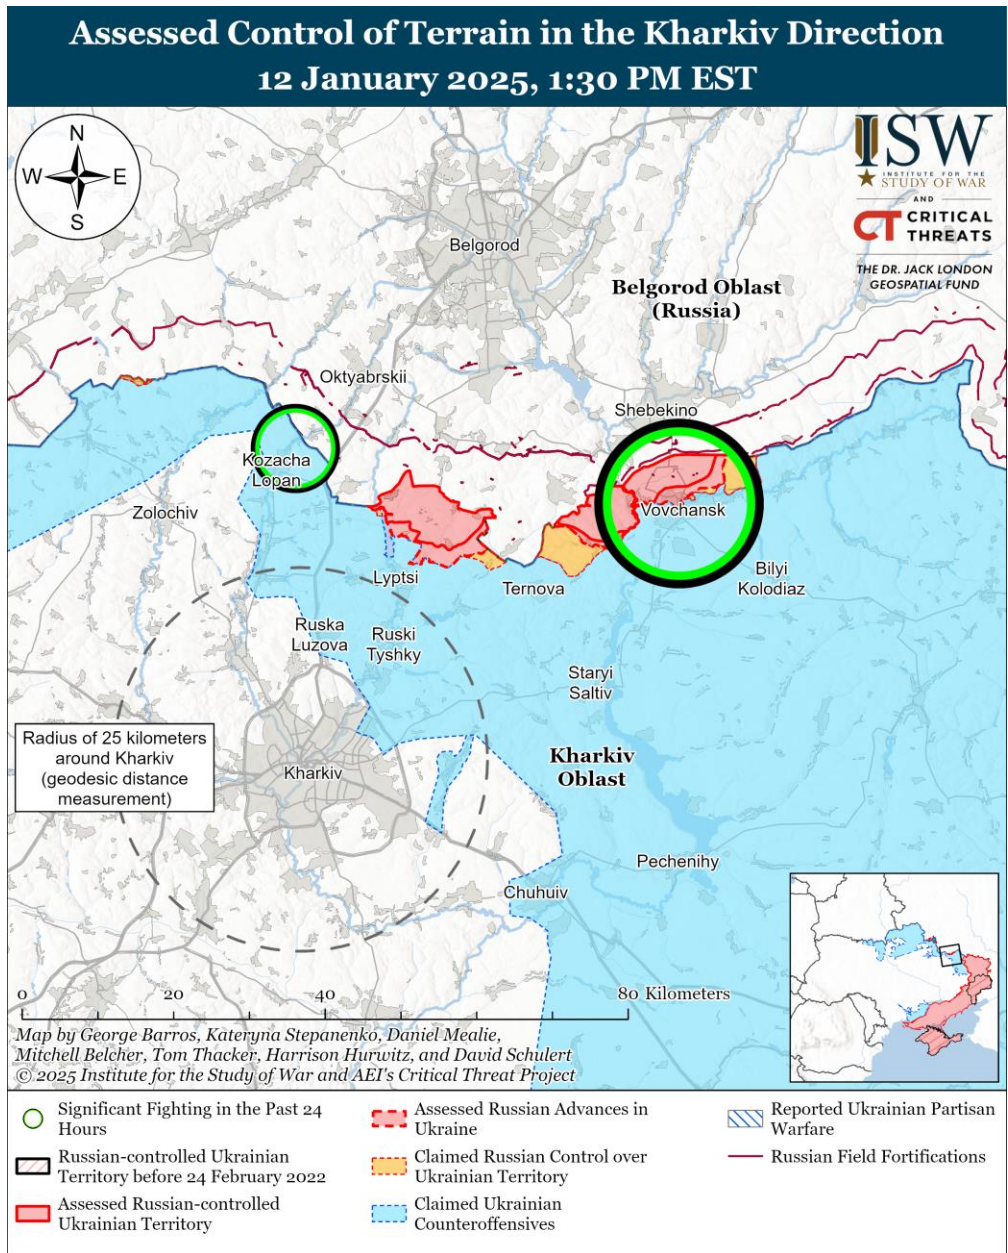 Assessed Control of Terrain in the Kharkiv Direction
12 January 2025, 1:30 PM EST
N
W
E
S
ISW
INSTITUTE FOR THE
STUDY OF WAR
AND
CT CRITICAL
THREATS
THE DR. JACK LONDON
GEOSPATIAL FUND
Belgorod
Belgorod Oblast
(Russia)
Oktyabrskii
Shebekino
Kozacha
Lopan
Zolochiv
Vovchansk
Lyptsi
Ternova
Bilyi
Kolodiaz
Ruska
Luzova
Ruski
Tyshky
Staryi
Saltiv
Radius of 25 kilometers
around Kharkiv
(geodesic distance
measurement)
Kharkiv
Kharkiv
Oblast
Pechenihy
Chuhuiv
0
20
40
80 Kilometers
Map by George Barros, Kateryna Stepanenko, Daniel Mealie,
Mitchell Belcher, Tom Thacker, Harrison Hurwitz, and David Schulert
© 2025 Institute for the Study of War and AEI's Critical Threat Project
Significant Fighting in the Past 24
Hours
Russian-controlled Ukrainian
Territory before 24 February 2022
Assessed Russian-controlled
Ukrainian Territory
Assessed Russian Advances in
Ukraine
Claimed Russian Control over
Ukrainian Territory
Claimed Ukrainian
Counteroffensives
Reported Ukrainian Partisan
Warfare
Russian Field Fortifications